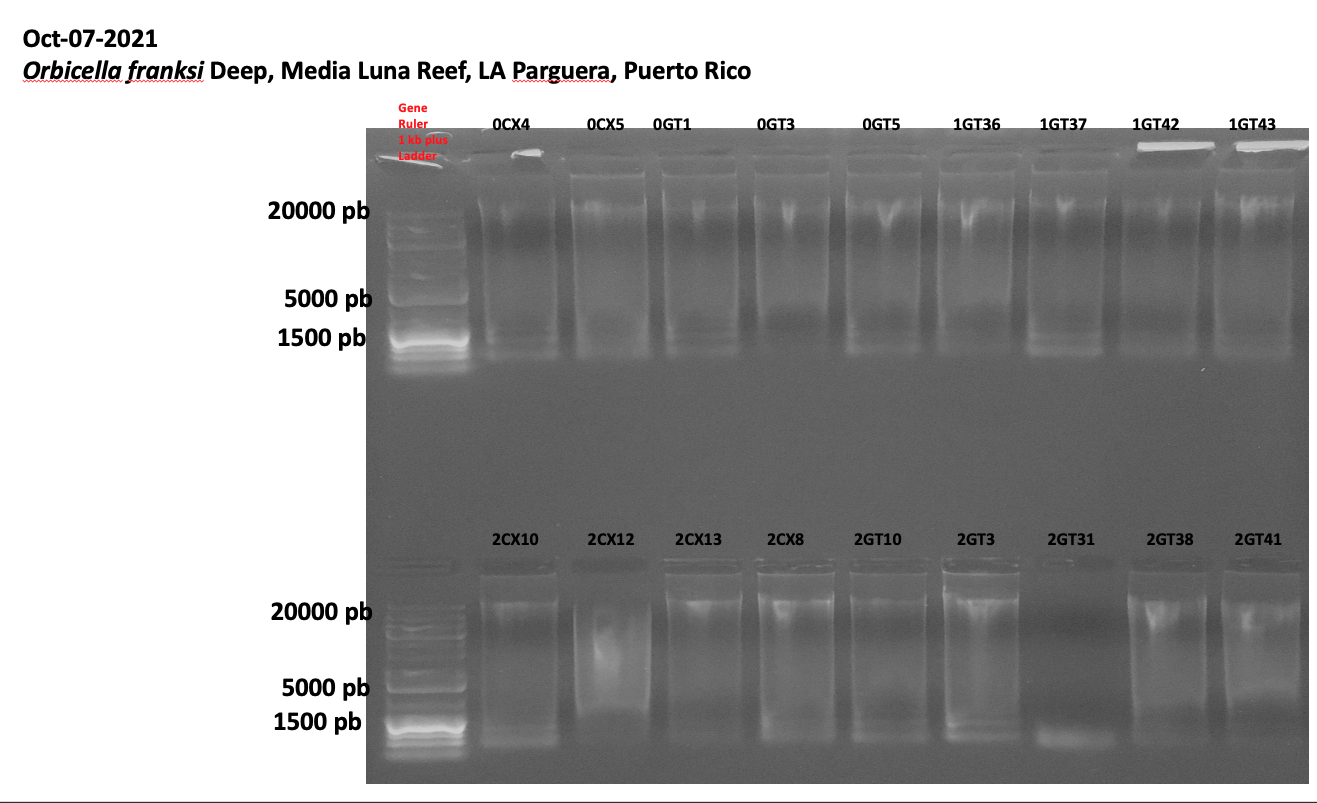 Oct-07-2021
Orbicella franksi Deep, Media Luna Reef, LA Parguera, Puerto Rico
Gene
Ruler
1 kb plus
Ladder
0CX4 0CX5 0GT1 0GT3 0GT5 1GT36 1GT37 1GT42 1GT43
20000 pb
5000 pb
1500 pb
2CX10 2CX12 2CX13 2CX8 2GT10 2GT3 2GT31 2GT38 2GT41
20000 pb
5000 pb
1500 pb